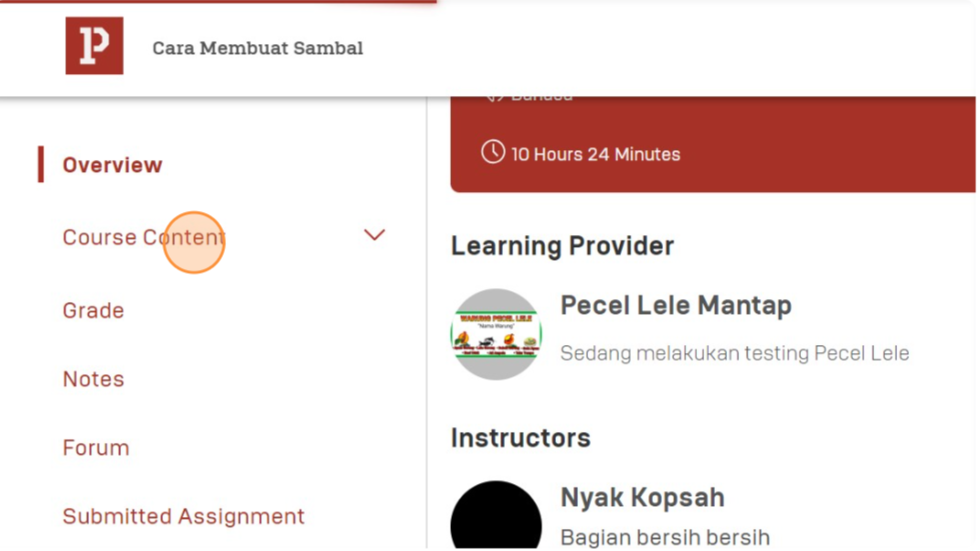 Cara Membuat Sambal
10 Hours 24 Minutes
Overview
Course Content
Grade
Notes
Forum
Submitted Assignment
Learning Provider
WARUNG PECEL LELE
"Nama Warung"
Pecel Lele Mantap
Sedang melakukan testing Pecel Lele
Instructors
Nyak Kopsah
Bagian bersih bersih